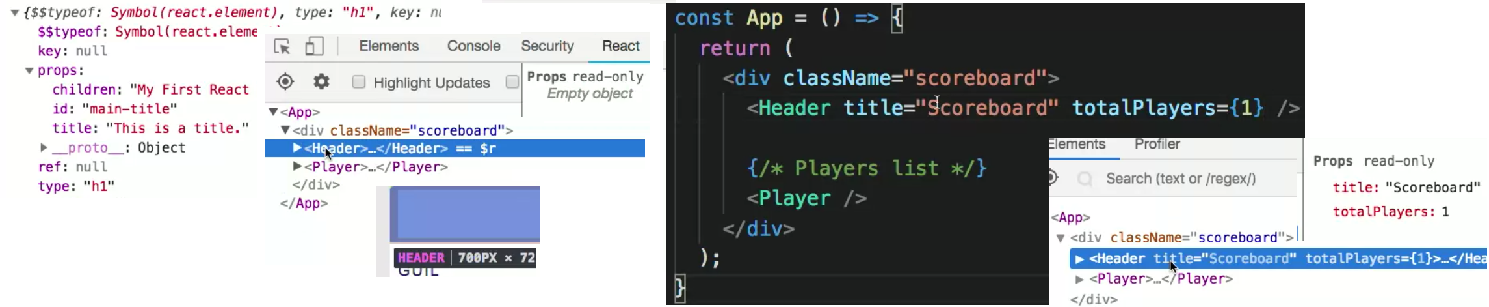 ▼{$$typeof: Symbol(react.element), type: "h1", key: nu
$$typeof: Symbol(react.eleme
key: null
▼props:
children: "My First React
id: "main-title"
title: "This is a title."
▶__proto__: Object
ref: null
type: "h1"
Elements Console Security React
Highlight Updates
Props read-only
Empty object
▼<App>
▼<div className="scoreboard">
▶<Header>…</Header> == $r
▶<Player>…</Player>
</div>
</App>
HEADER | 700PX × 72
GUIL
const App = () => {
return (
<div className="scoreboard">
<Header title="Scoreboard" totalPlayers={1} />
{/* Players list */}
<Player />
</div>
);
}
Elements Profiler
Search (text or /regex/)
Props read-only
title: "Scoreboard"
totalPlayers: 1
<App>
▼<div className="scoreboard">
▶<Header title="Scoreboard" totalPlayers={1}>…</Hea
▶<Player>…</Player>
</div>